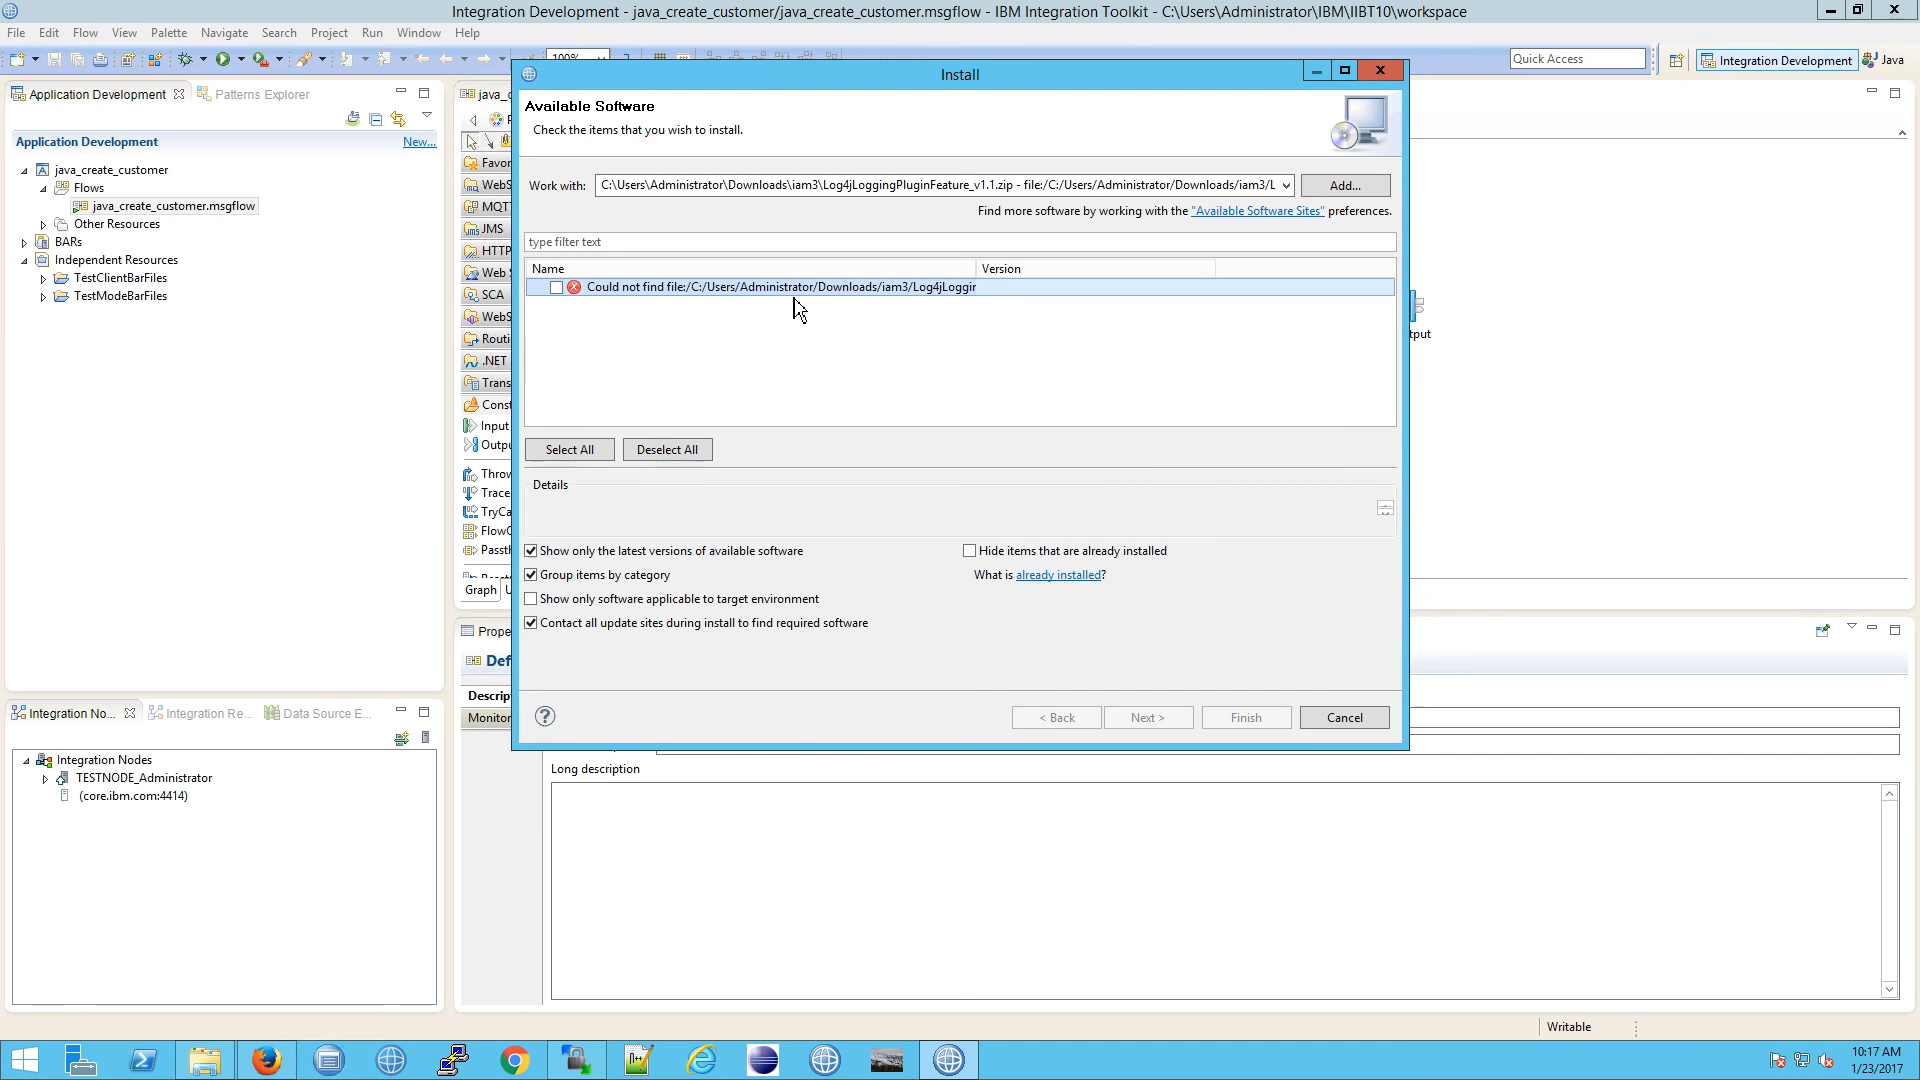 Integration Development - java_create_customer/java_create_customer.msgflow - IBM Integration Toolkit - C:\Users\Administrator\IBM\IIBT10\workspace
File Edit Flow View Palette Navigate Search Project Run Window Help
100%
Quick Access
Integration Development
Java
Application Development
Patterns Explorer
Application Development
New...
java_create_customer
Flows
java_create_customer.msgflow
Other Resources
BARs
Independent Resources
TestClientBarFiles
TestModeBarFiles
java_
Favor
WebS
MQTT
JMS
HTTP
Web S
SCA
WebS
Routi
.NET
Trans
Const
Input
Outpu
Throw
Trace
TryCa
FlowO
Passth
Graph
tput
Install
Available Software
Check the items that you wish to install.
Work with:
C:\Users\Administrator\Downloads\iam3\Log4jLoggingPluginFeature_v1.1.zip - file:/C:/Users/Administrator/Downloads/iam3/L
Add...
Find more software by working with the "Available Software Sites" preferences.
type filter text
Name Version
Could not find file:/C:/Users/Administrator/Downloads/iam3/Log4jLoggin
Select All
Deselect All
Details
Show only the latest versions of available software
Hide items that are already installed
Group items by category
What is already installed?
Show only software applicable to target environment
Contact all update sites during install to find required software
< Back
Next >
Finish
Cancel
Prope
Def
Descrip
Monitor
Long description
Integration No...
Integration Re...
Data Source E...
Integration Nodes
TESTNODE_Administrator
(core.ibm.com:4414)
Writable
10:17 AM
1/23/2017